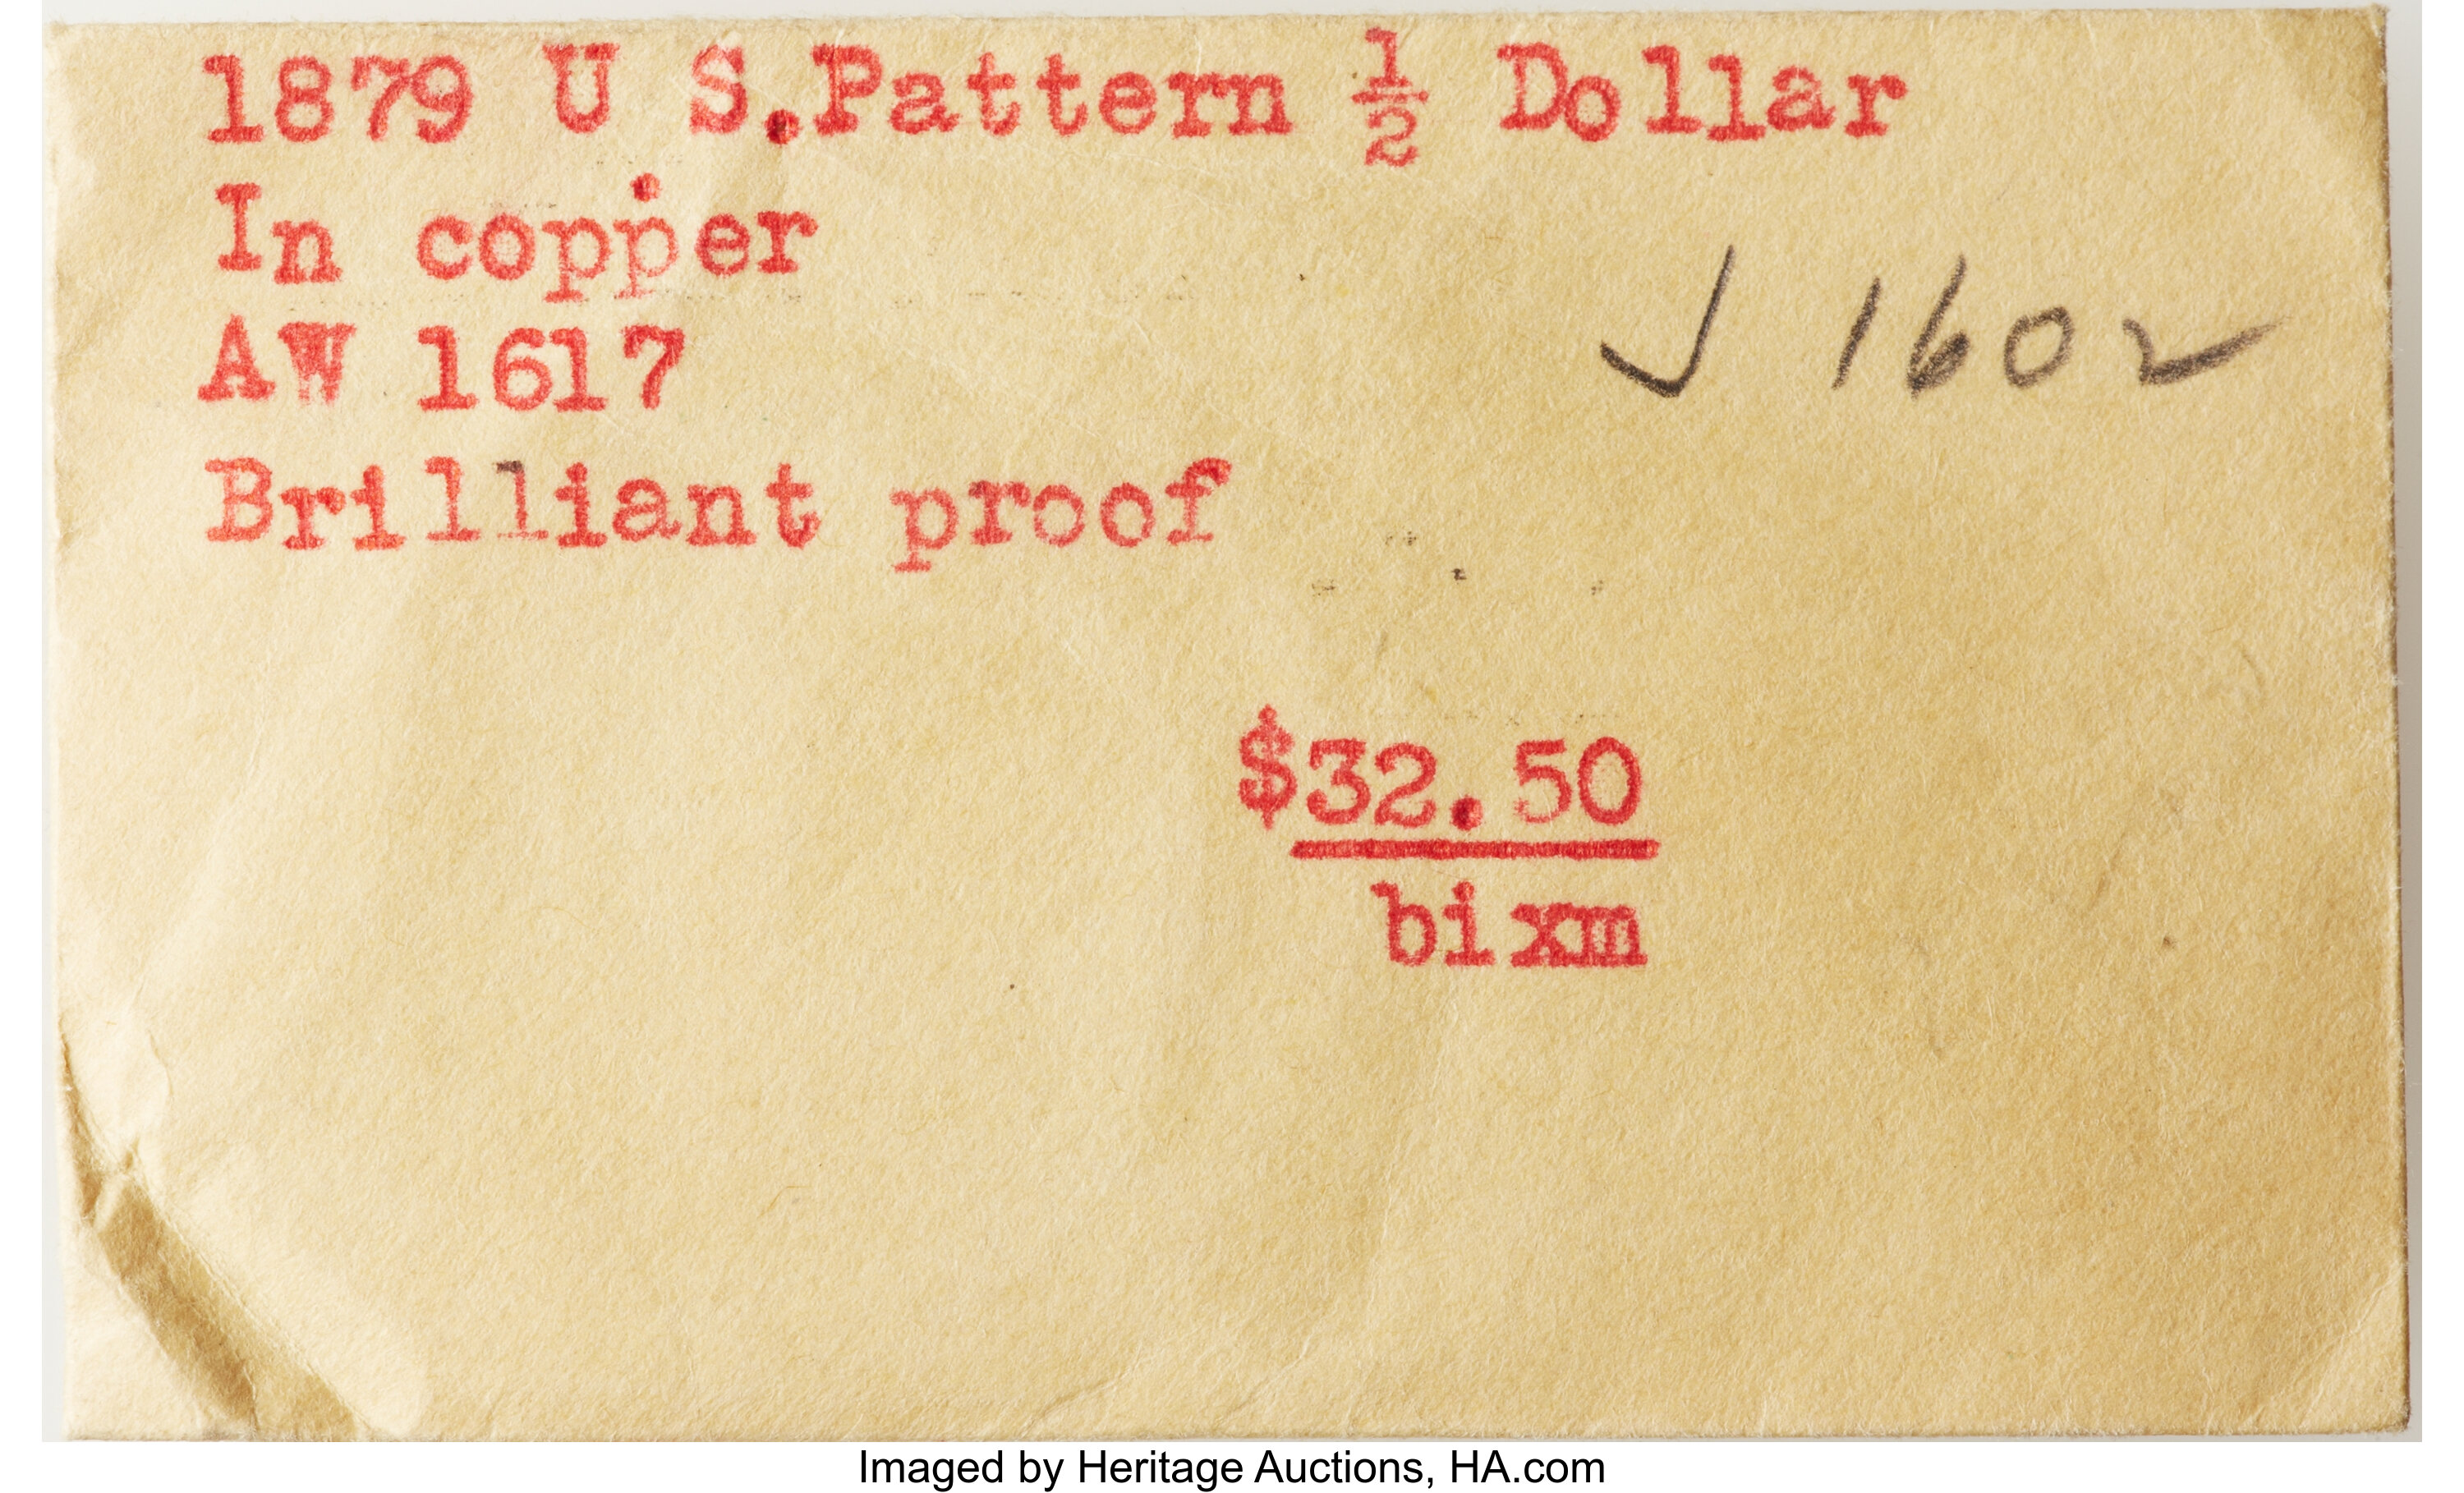 1879 U S.Pattern ½ Dollar
In copper
AW 1617
J 1602
Brilliant proof
$32.50
bixm
Imaged by Heritage Auctions, HA.com